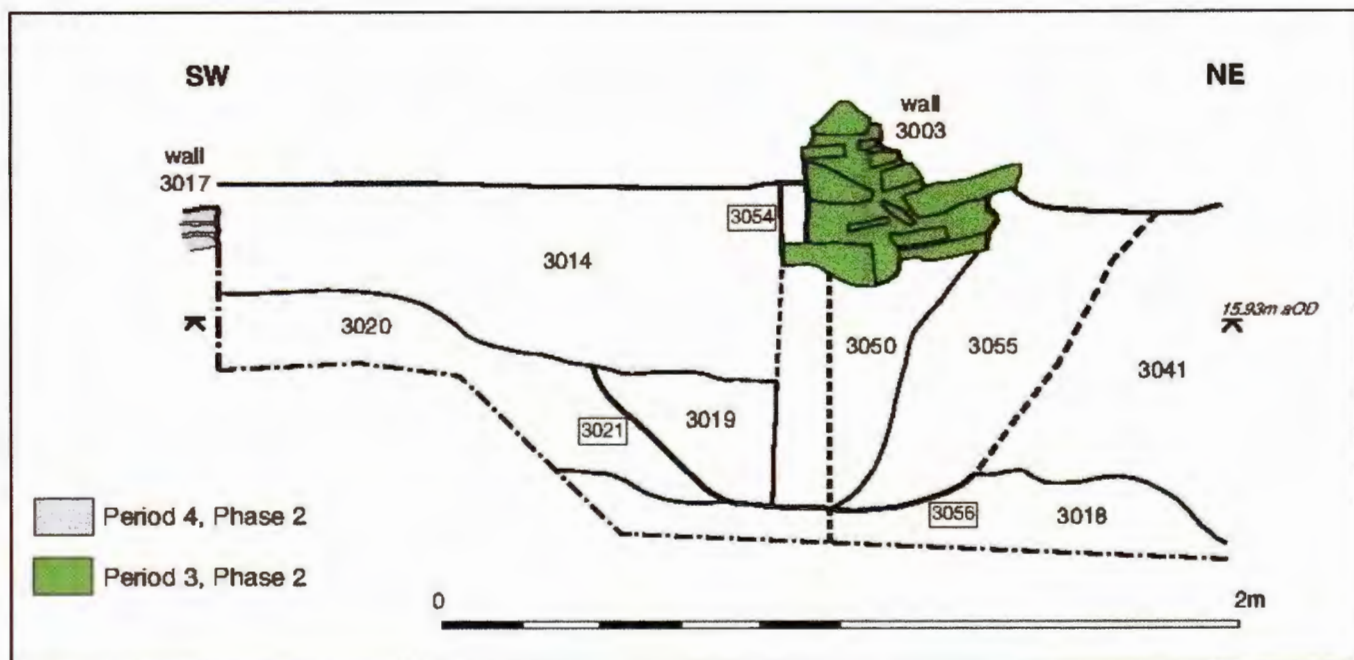 SW
NE
wall
3003
wall
3017
3054
3014
15.93m aOD
3020
3050
3055
3041
3019
3021
3056
3018
Period 4, Phase 2
Period 3, Phase 2
0
2m